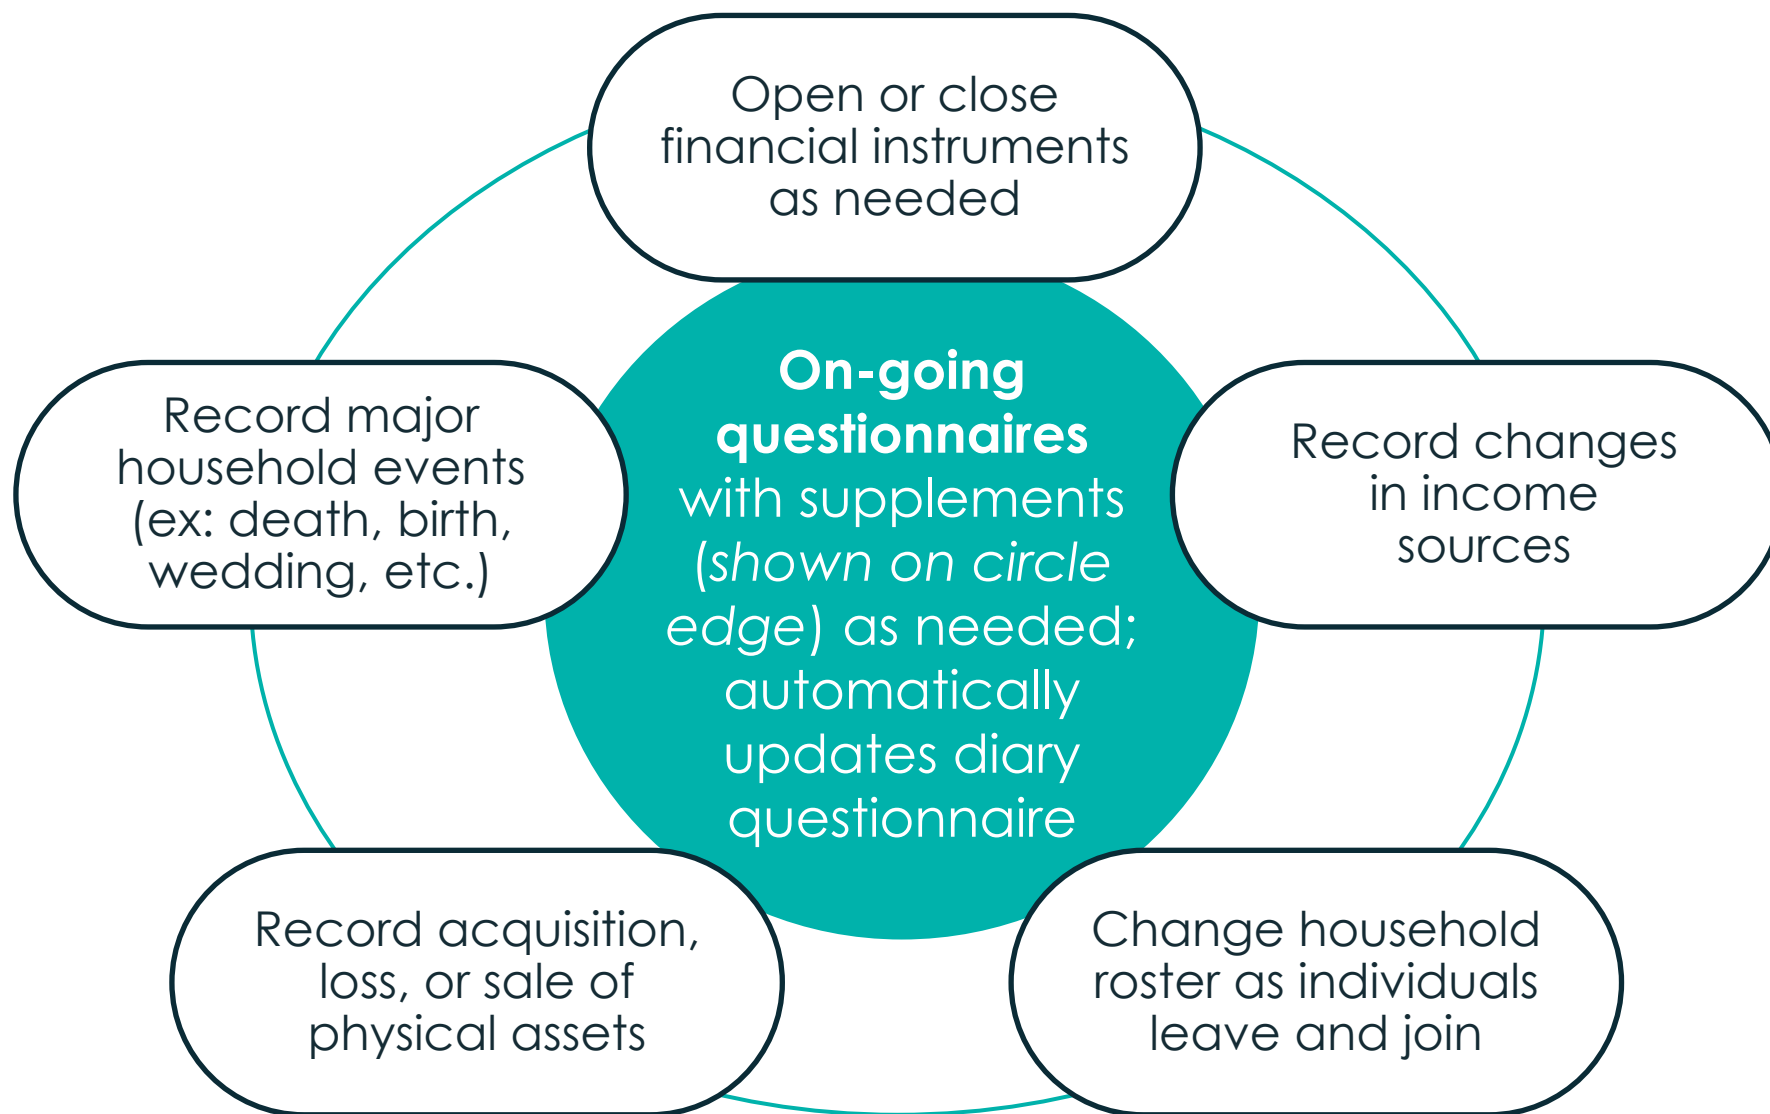 Open or close
financial instruments
as needed
On-going
questionnaires
with supplements
(shown on circle
edge) as needed;
automatically
updates diary
questionnaire
Record changes
in income
sources
Change household
roster as individuals
leave and join
Record acquisition,
loss, or sale of
physical assets
Record major
household events
(ex: death, birth,
wedding, etc.)